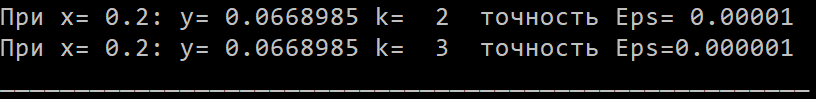 При x= 0.2: y= 0.0668985 k=  2  точность Eps= 0.00001
При x= 0.2: y= 0.0668985 k=  3  точность Eps=0.000001
______________________________________________________